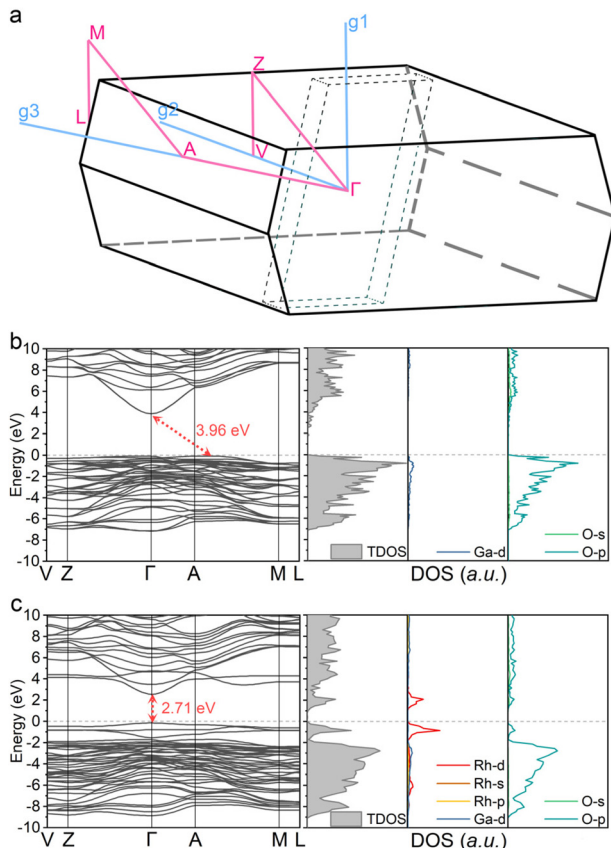 a
M
g1
Z
g3
L
g2
A
V
Γ
b
10
8
6
4
2
0
-2
-4
-6
-8
-10
Energy (eV)
3.96 eV
V Z Γ A M L
TDOS
Ga-d
O-s
O-p
DOS (a.u.)
c
10
8
6
4
2
0
-2
-4
-6
-8
-10
Energy (eV)
2.71 eV
V Z Γ A M L
TDOS
Rh-d
Rh-s
Rh-p
Ga-d
O-s
O-p
DOS (a.u.)